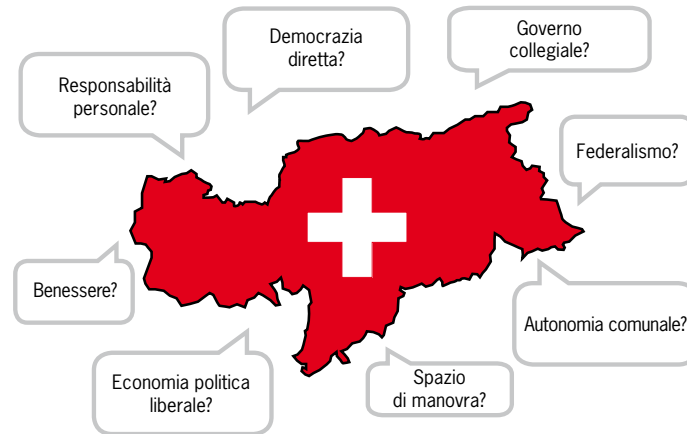 Democrazia
diretta?
Governo
collegiale?
Responsabilità
personale?
Federalismo?
Benessere?
Autonomia comunale?
Economia politica
liberale?
Spazio
di manovra?